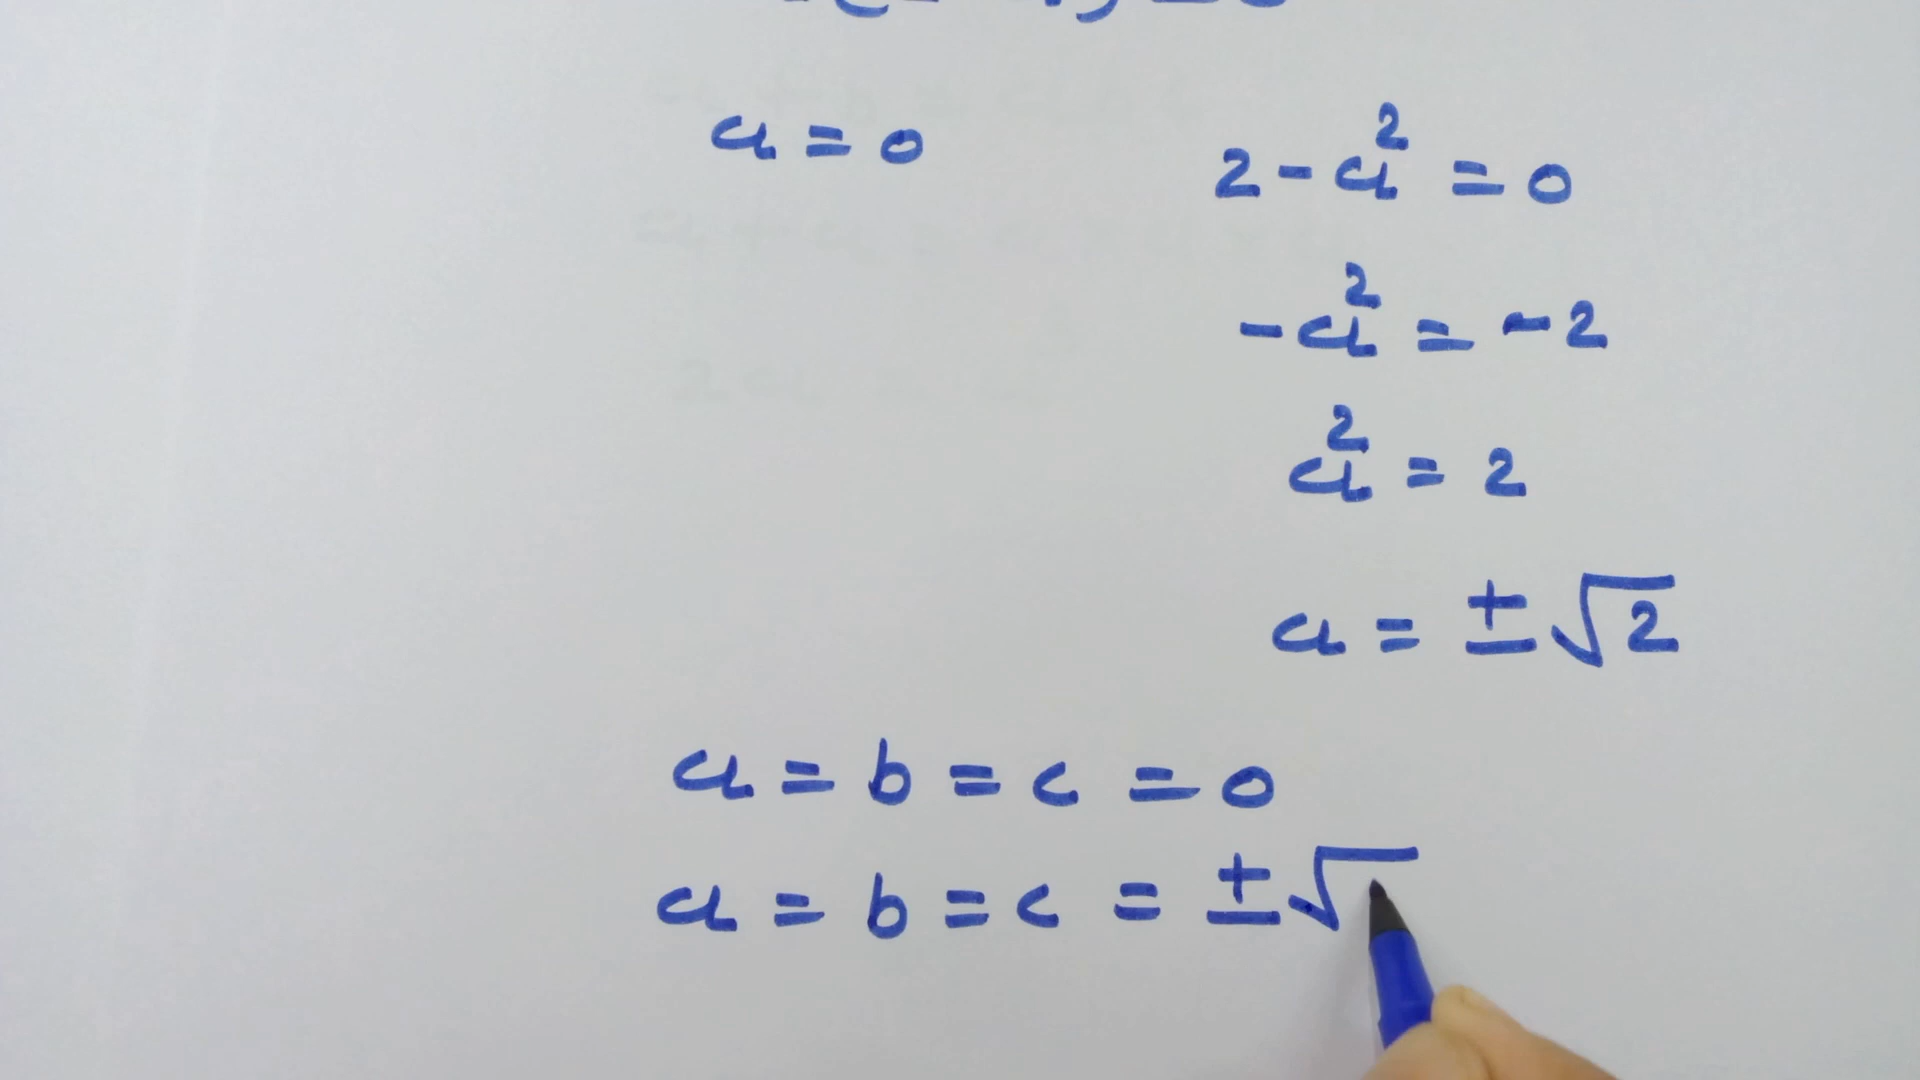 a = 0
2 - a² = 0
-a² = -2
a² = 2
a = ±√2
a = b = c = 0
a = b = c = ±√